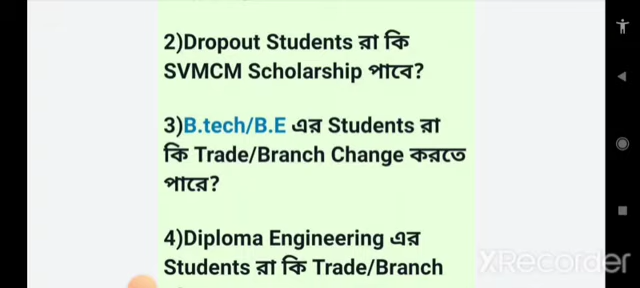 2)Dropout Students রা কি
SVMCM Scholarship পাবে?
3)B.tech/B.E এর Students রা
কি Trade/Branch Change করতে
পারে?
4)Diploma Engineering এর
Students রা কি Trade/Branch
XRecorder